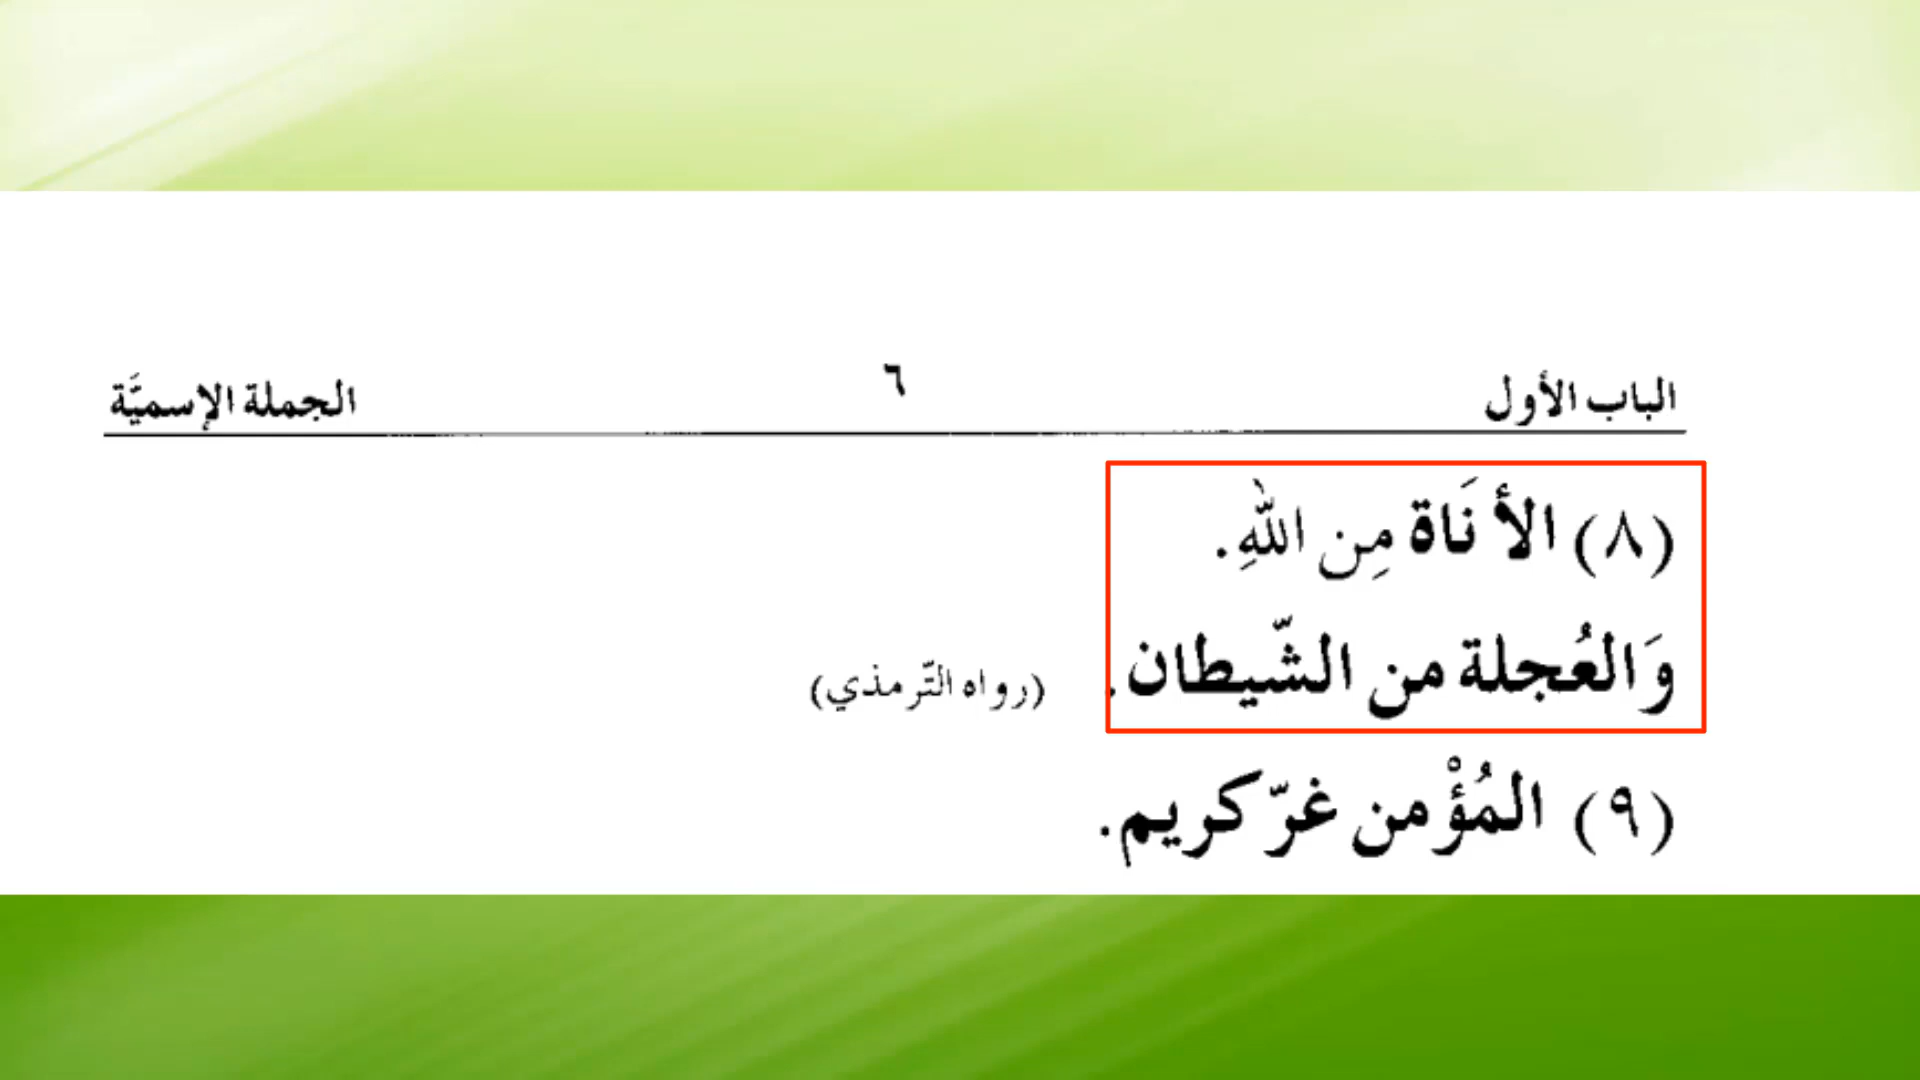 الباب الأول ٦ الجملة الإسميَّة
(٨) الأَنَاة مِن اللّٰهِ.
وَالعُجلة من الشّيطان. (رواه التّرمذي)
(٩) المُؤْمن غرّ كريم.